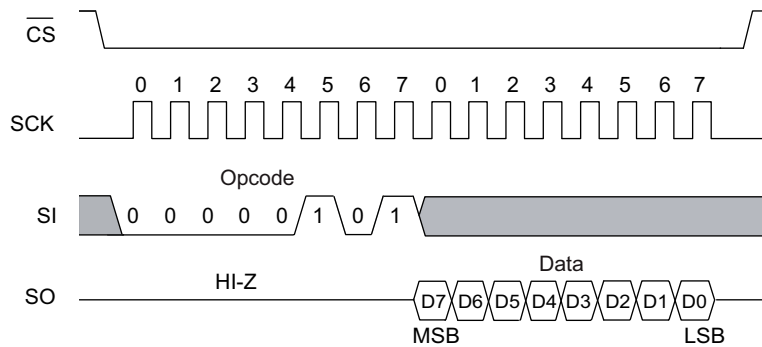 CS
0 1 2 3 4 5 6 7 0 1 2 3 4 5 6 7
SCK
Opcode
SI 0 0 0 0 0 1 0 1
Data
HI-Z
SO D7 D6 D5 D4 D3 D2 D1 D0
MSB LSB